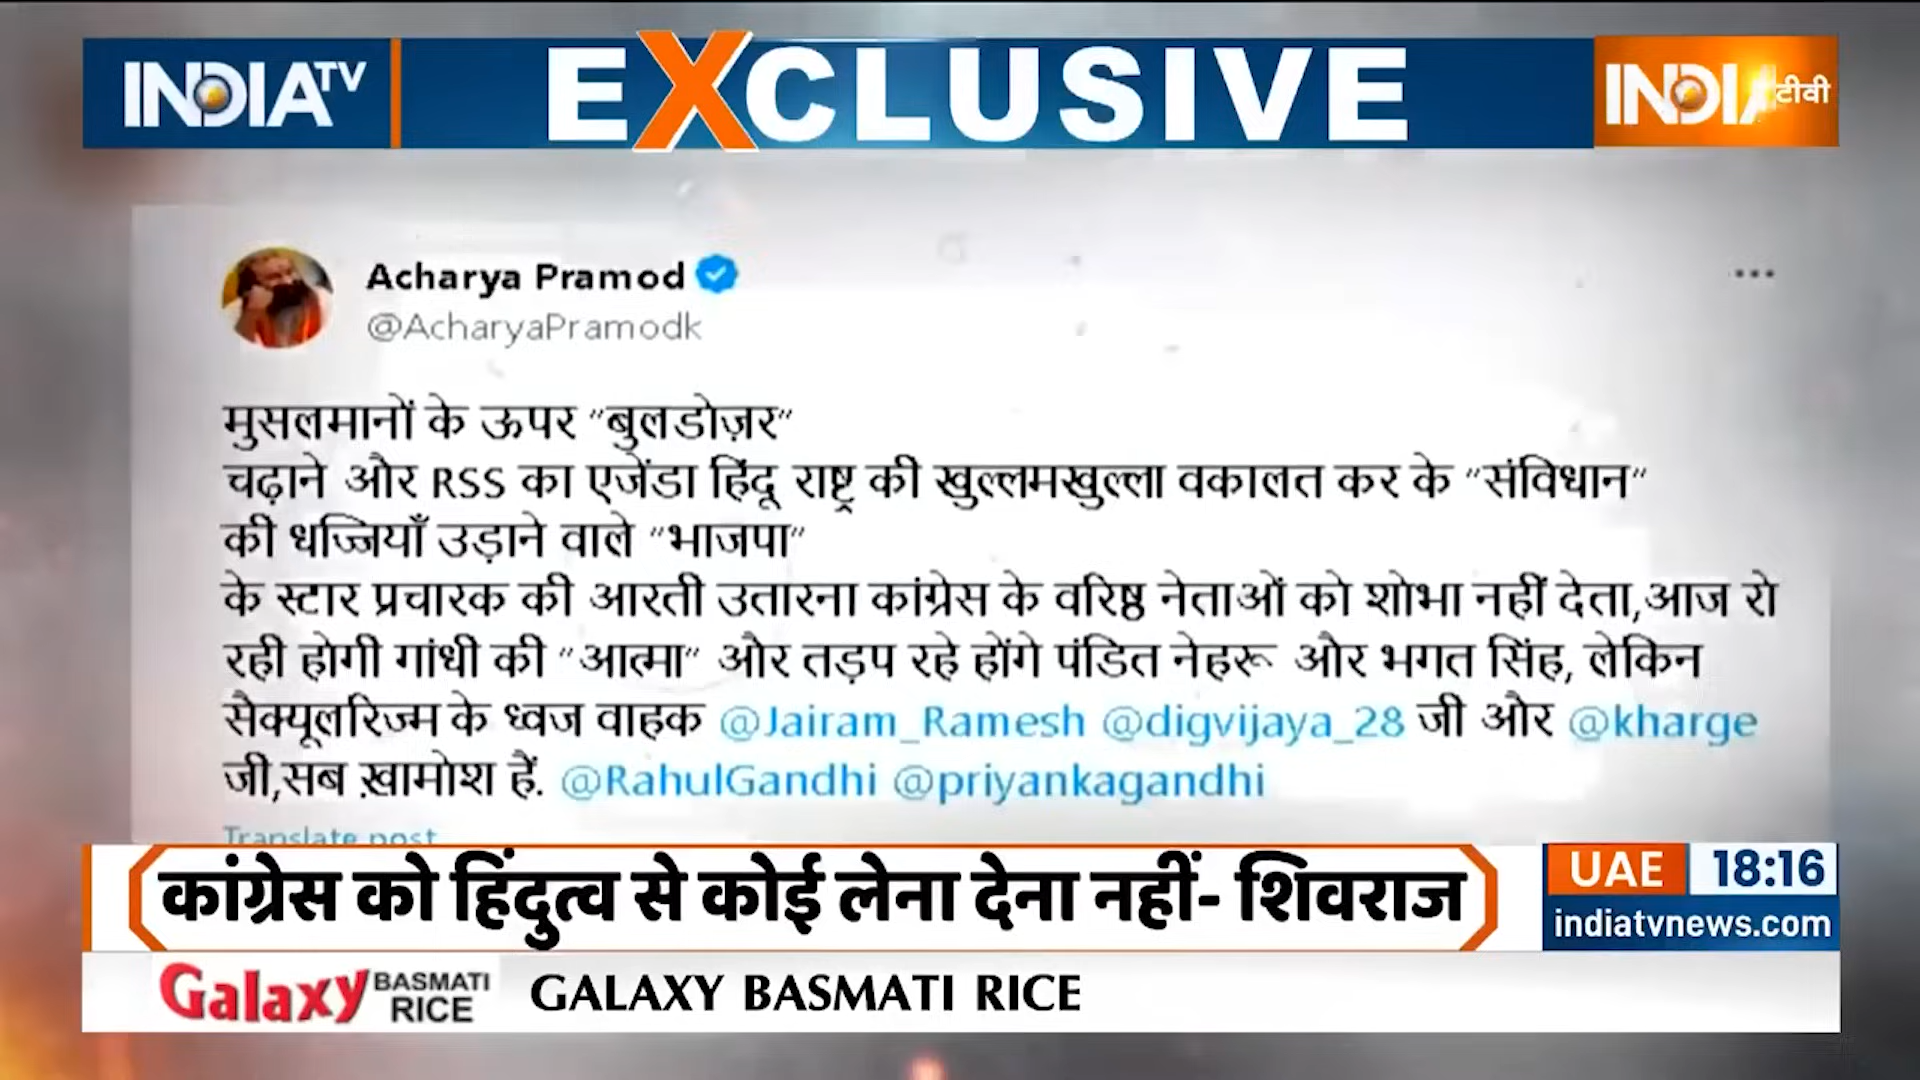 INDIA TV
EXCLUSIVE
INDIA टीवी
Acharya Pramod
@AcharyaPramodk
मुसलमानों के ऊपर “बुलडोज़र”
चढ़ाने और RSS का एजेंडा हिंदू राष्ट्र की खुल्लमखुल्ला वकालत कर के “संविधान”
की धज्जियाँ उड़ाने वाले “भाजपा”
के स्टार प्रचारक की आरती उतारना कांग्रेस के वरिष्ठ नेताओं को शोभा नहीं देता,आज रो
रही होगी गांधी की “आत्मा” और तड़प रहे होंगे पंडित नेहरू और भगत सिंह, लेकिन
सैक्यूलरिज्म के ध्वज वाहक @Jairam_Ramesh @digvijaya_28 जी और @kharge
जी,सब ख़ामोश हैं. @RahulGandhi @priyankagandhi
Translate post
कांग्रेस को हिंदुत्व से कोई लेना देना नहीं- शिवराज
UAE 18:16
indiatvnews.com
Galaxy BASMATI RICE
GALAXY BASMATI RICE